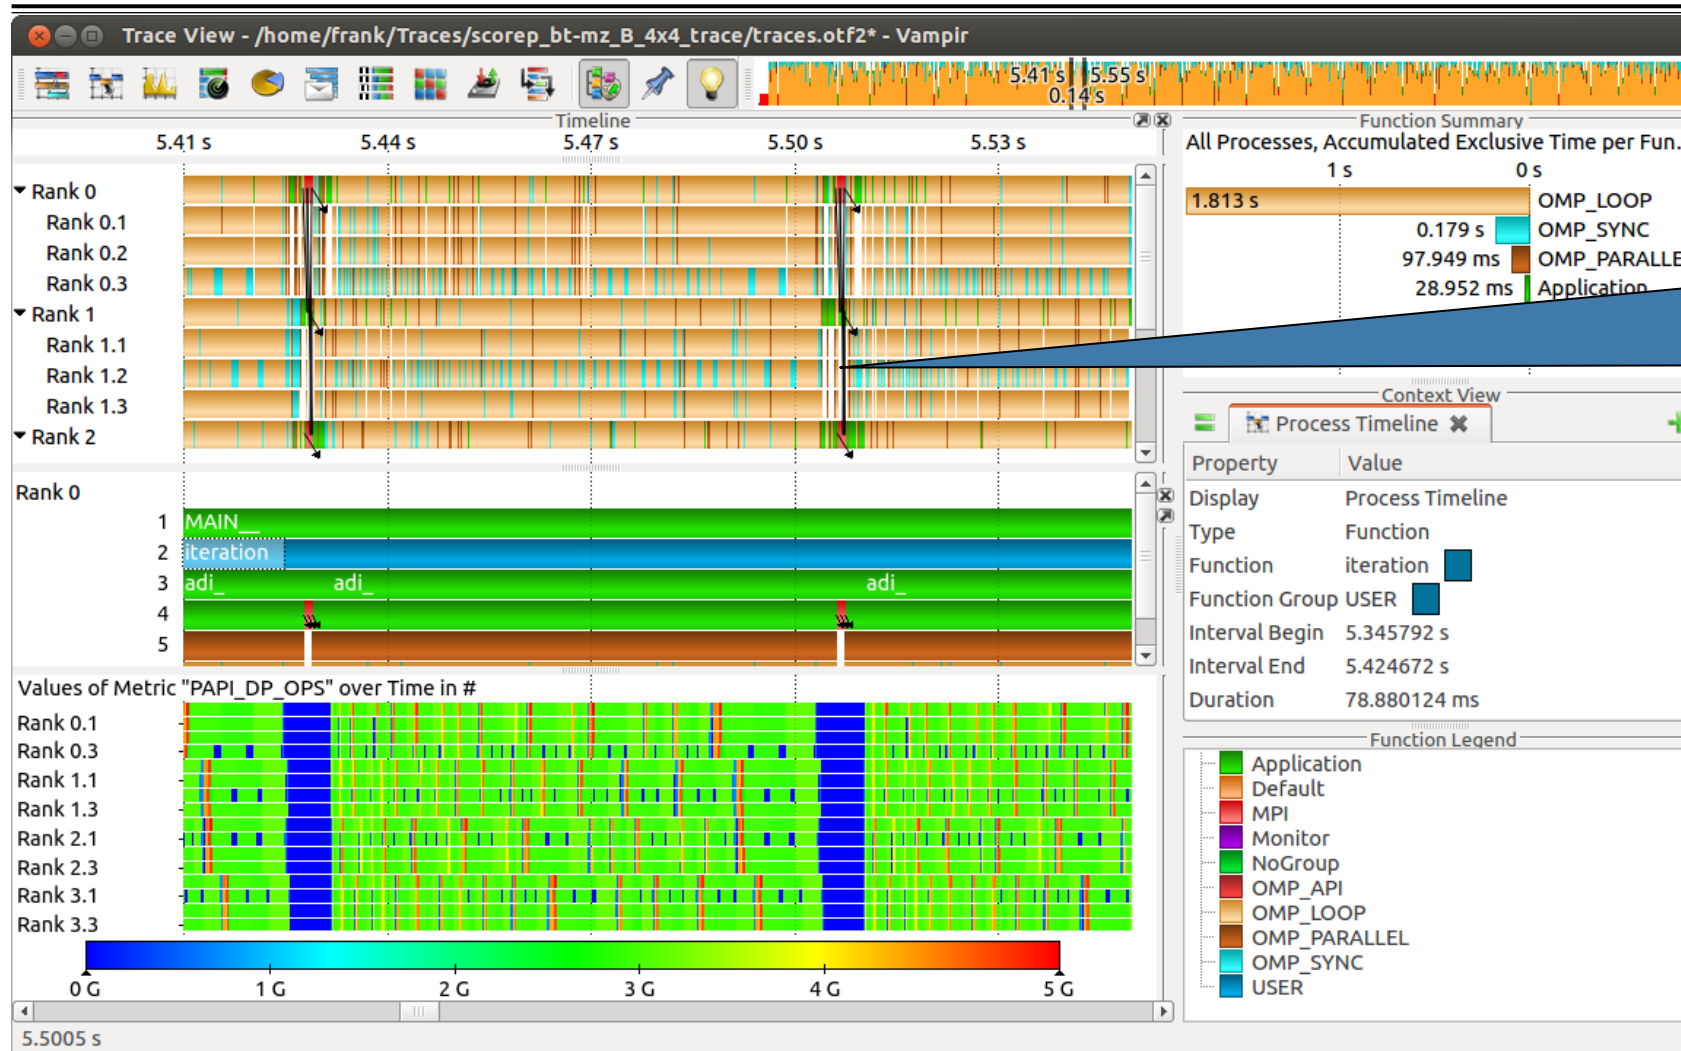 Trace View - /home/frank/Traces/scorep_bt-mz_B_4x4_trace/traces.otf2* - Vampir
5.41 s 5.55 s
0.14 s
Timeline
5.41 s 5.44 s 5.47 s 5.50 s 5.53 s
Rank 0
Rank 0.1
Rank 0.2
Rank 0.3
Rank 1
Rank 1.1
Rank 1.2
Rank 1.3
Rank 2
Rank 0
1 MAIN__
2 iteration
3 adi_ adi_ adi_
4
5
Values of Metric "PAPI_DP_OPS" over Time in #
Rank 0.1
Rank 0.3
Rank 1.1
Rank 1.3
Rank 2.1
Rank 2.3
Rank 3.1
Rank 3.3
0 G 1 G 2 G 3 G 4 G 5 G
5.5005 s
Function Summary
All Processes, Accumulated Exclusive Time per Fun.
1 s 0 s
1.813 s OMP_LOOP
0.179 s OMP_SYNC
97.949 ms OMP_PARALLE
28.952 ms Application
Context View
Process Timeline
Property Value
Display Process Timeline
Type Function
Function iteration
Function Group USER
Interval Begin 5.345792 s
Interval End 5.424672 s
Duration 78.880124 ms
Function Legend
Application
Default
MPI
Monitor
NoGroup
OMP_API
OMP_LOOP
OMP_PARALLEL
OMP_SYNC
USER